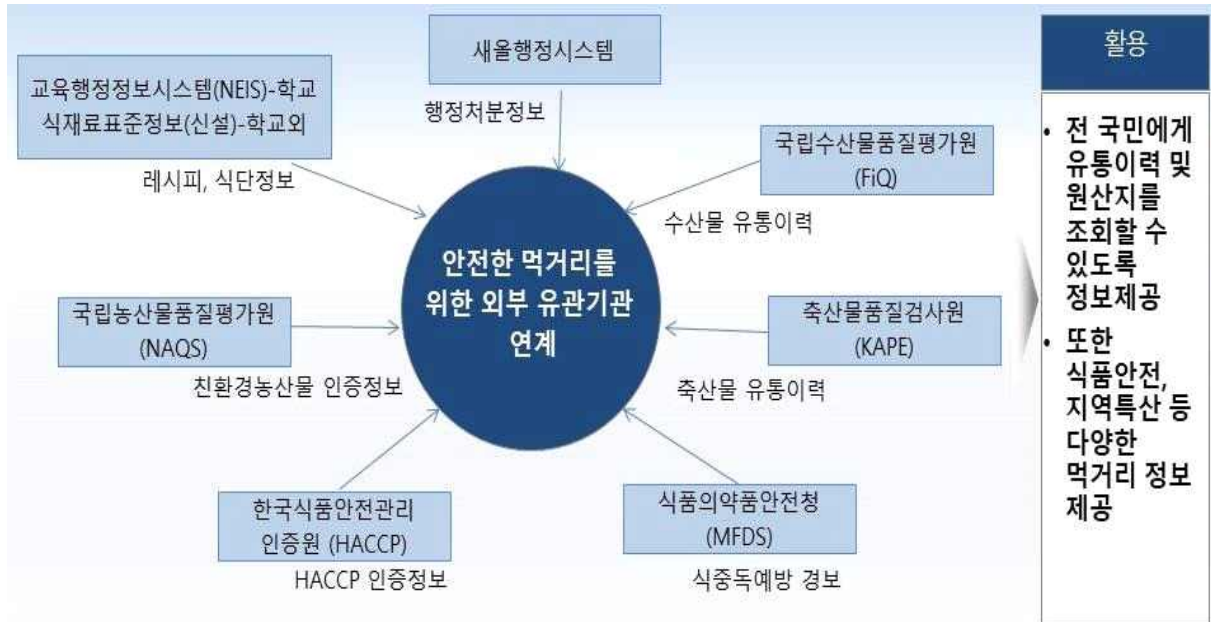 새올행정시스템
행정처분정보
교육행정정보시스템(NEIS)-학교
식재료표준정보(신설)-학교외
레시피, 식단정보
국립수산물품질평가원
(FiQ)
수산물 유통이력
안전한 먹거리를
위한 외부 유관기관
연계
국립농산물품질평가원
(NAQS)
친환경농산물 인증정보
축산물품질검사원
(KAPE)
축산물 유통이력
한국식품안전관리
인증원 (HACCP)
HACCP 인증정보
식품의약품안전청
(MFDS)
식중독예방 경보
활용
• 전 국민에게
유통이력 및
원산지를
조회할 수
있도록
정보제공
• 또한
식품안전,
지역특산 등
다양한
먹거리 정보
제공